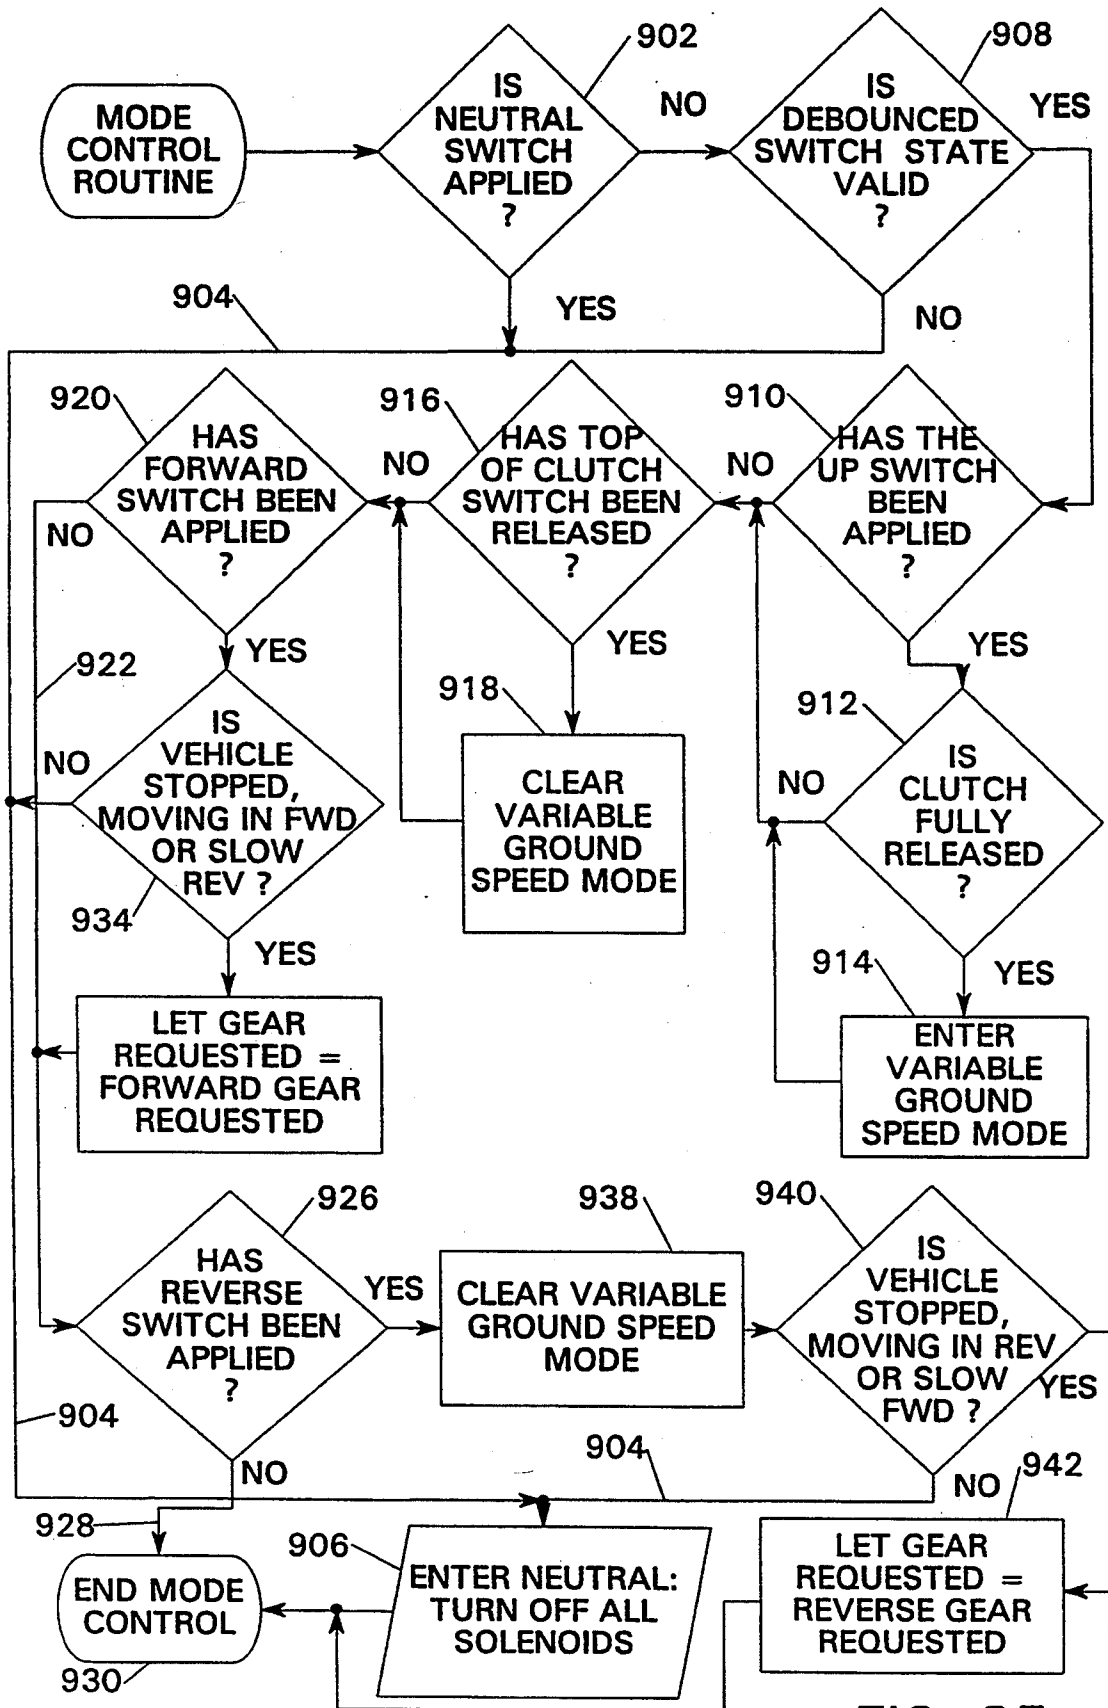 902
908
MODE
CONTROL
ROUTINE
IS
NEUTRAL
SWITCH
APPLIED
?
NO
IS
DEBOUNCED
SWITCH STATE
VALID
?
YES
904
YES
NO
920
HAS
FORWARD
SWITCH BEEN
APPLIED
?
NO
916
HAS TOP
OF CLUTCH
SWITCH BEEN
RELEASED
?
NO
910
HAS THE
UP SWITCH
BEEN
APPLIED
?
NO
YES
922
YES
918
YES
912
IS
VEHICLE
STOPPED,
MOVING IN FWD
OR SLOW
REV ?
NO
934
CLEAR
VARIABLE
GROUND
SPEED MODE
IS
CLUTCH
FULLY
RELEASED
?
NO
YES
914
YES
LET GEAR
REQUESTED =
FORWARD GEAR
REQUESTED
ENTER
VARIABLE
GROUND
SPEED MODE
926
938
940
HAS
REVERSE
SWITCH BEEN
APPLIED
?
YES
CLEAR VARIABLE
GROUND SPEED
MODE
IS
VEHICLE
STOPPED,
MOVING IN REV
OR SLOW
FWD ?
YES
904
NO
904
NO
942
928
906
END MODE
CONTROL
930
ENTER NEUTRAL:
TURN OFF ALL
SOLENOIDS
LET GEAR
REQUESTED =
REVERSE GEAR
REQUESTED